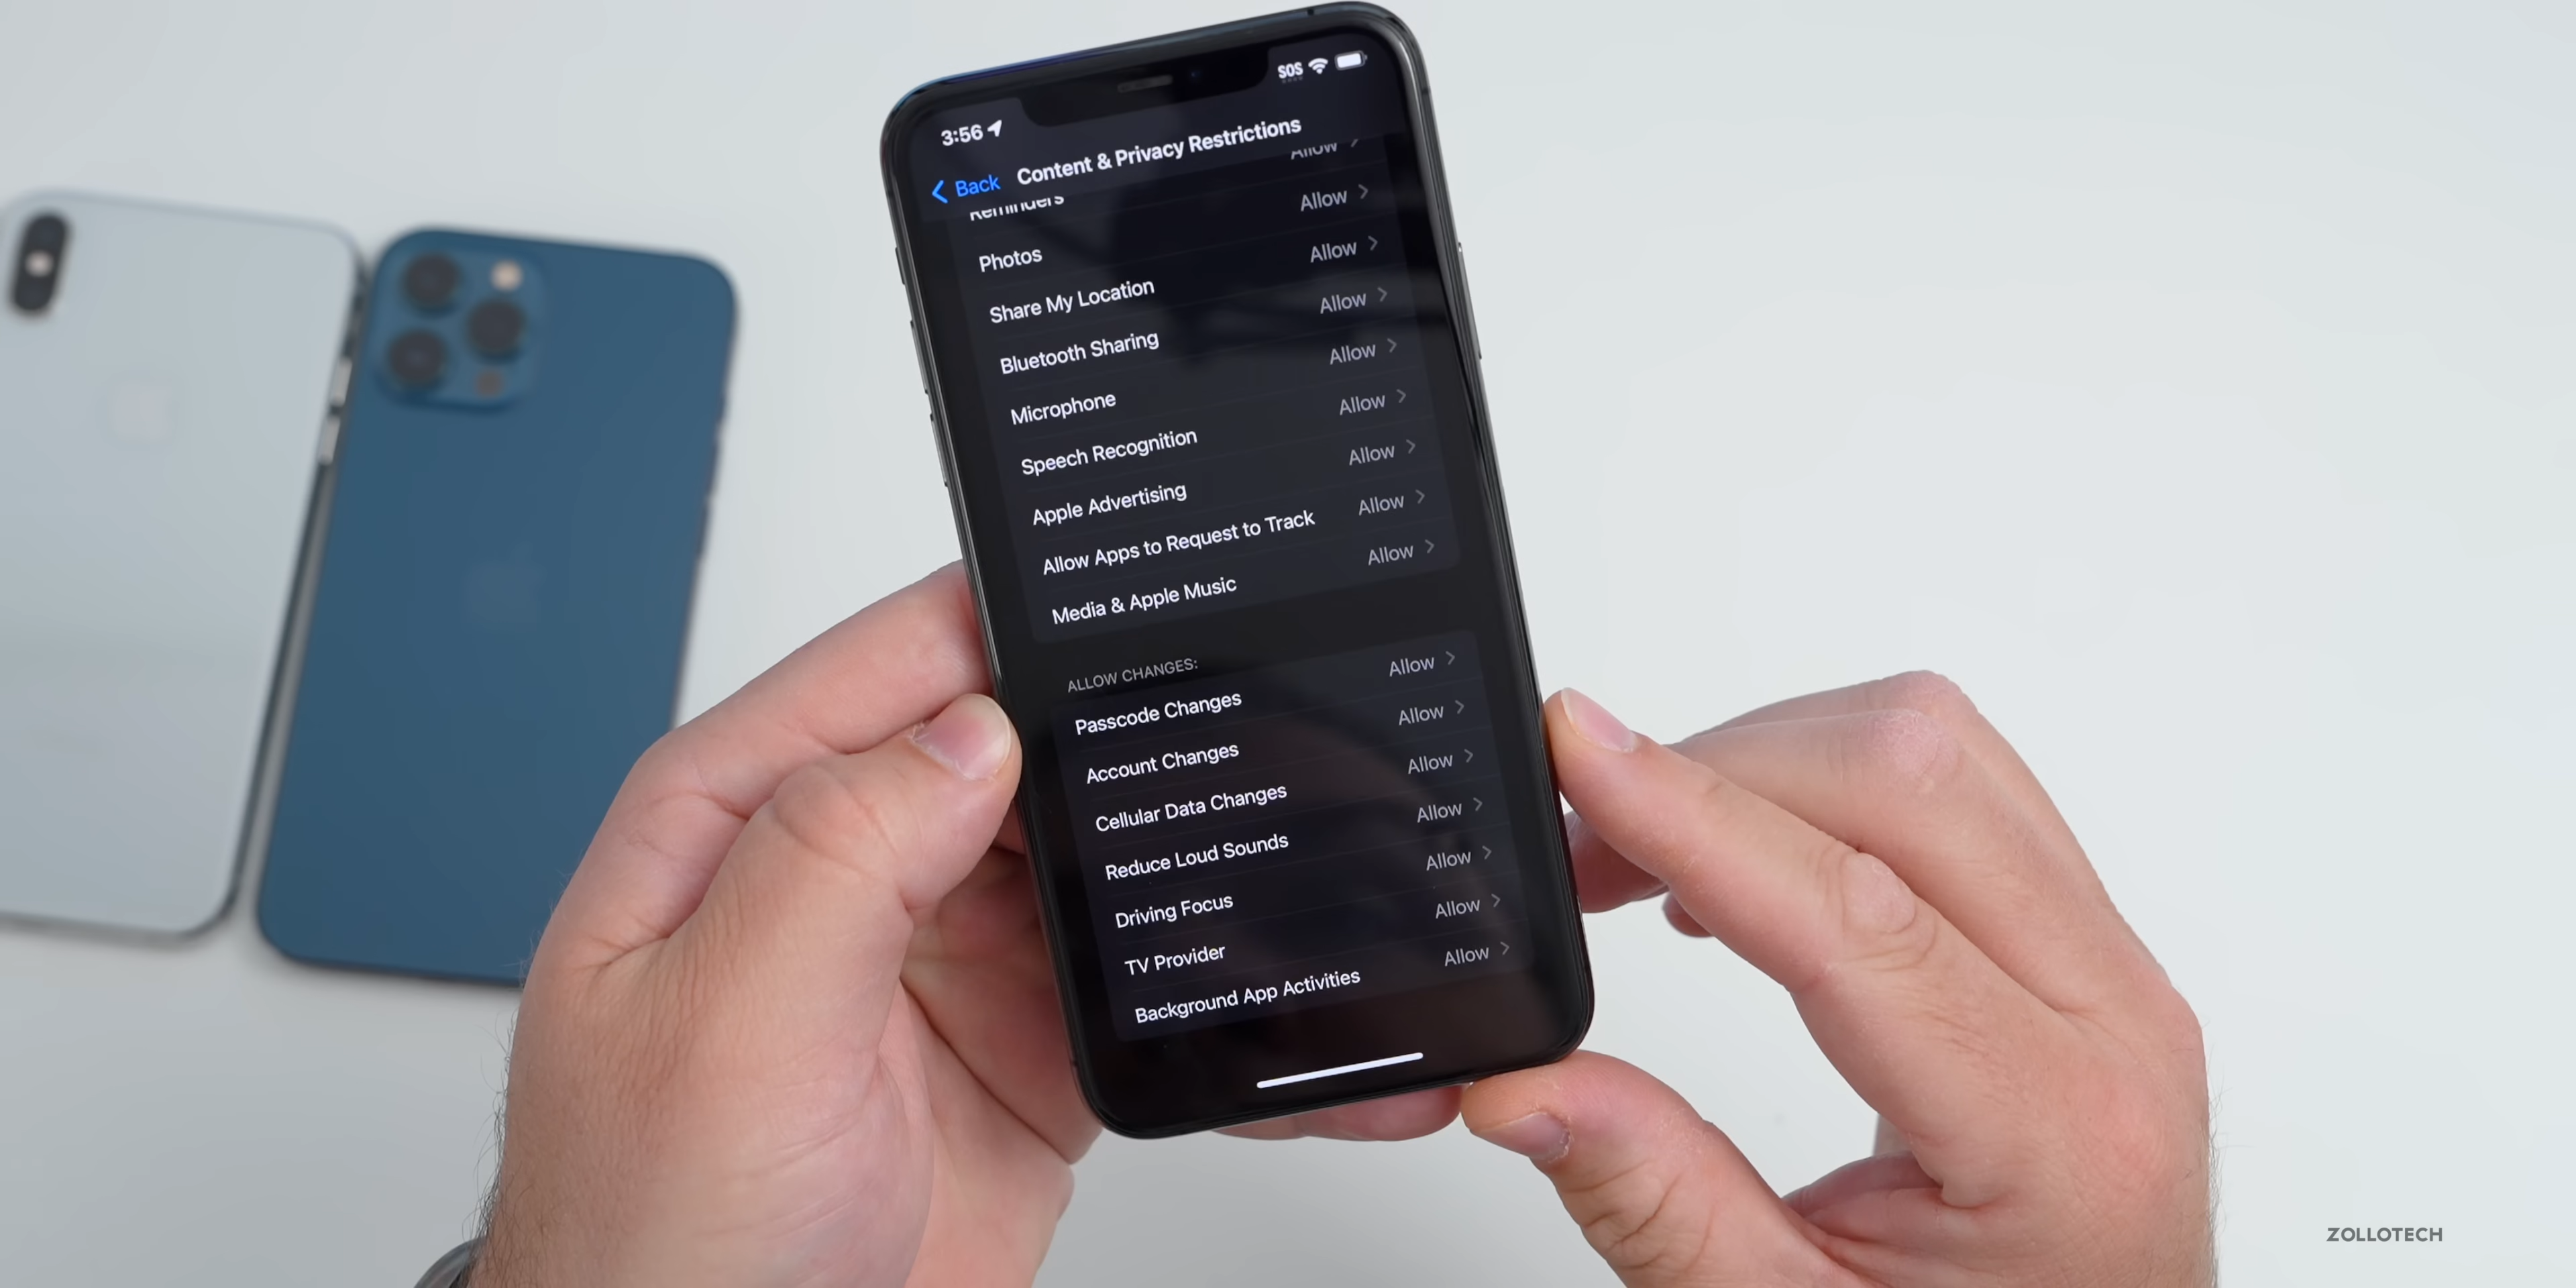 3:56 SOS
Back Content & Privacy Restrictions
Reminders Allow
Photos Allow
Share My Location Allow
Bluetooth Sharing Allow
Microphone Allow
Speech Recognition Allow
Apple Advertising Allow
Allow Apps to Request to Track Allow
Media & Apple Music Allow
ALLOW CHANGES:
Passcode Changes Allow
Account Changes Allow
Cellular Data Changes Allow
Reduce Loud Sounds Allow
Driving Focus Allow
TV Provider Allow
Background App Activities Allow
ZOLLOTECH